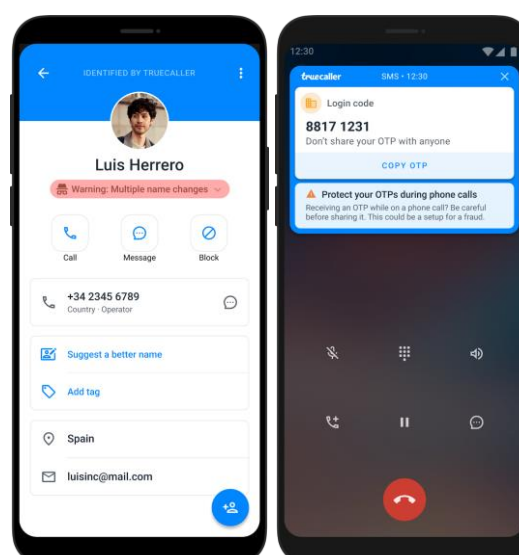 IDENTIFIED BY TRUECALLER
Luis Herrero
Warning: Multiple name changes
Call
Message
Block
+34 2345 6789
Country · Operator
Suggest a better name
Add tag
Spain
luisinc@mail.com
12:30
truecaller
SMS • 12:30
Login code
8817 1231
Don't share your OTP with anyone
COPY OTP
Protect your OTPs during phone calls
Receiving an OTP while on a phone call? Be careful
before sharing it. This could be a setup for a fraud.